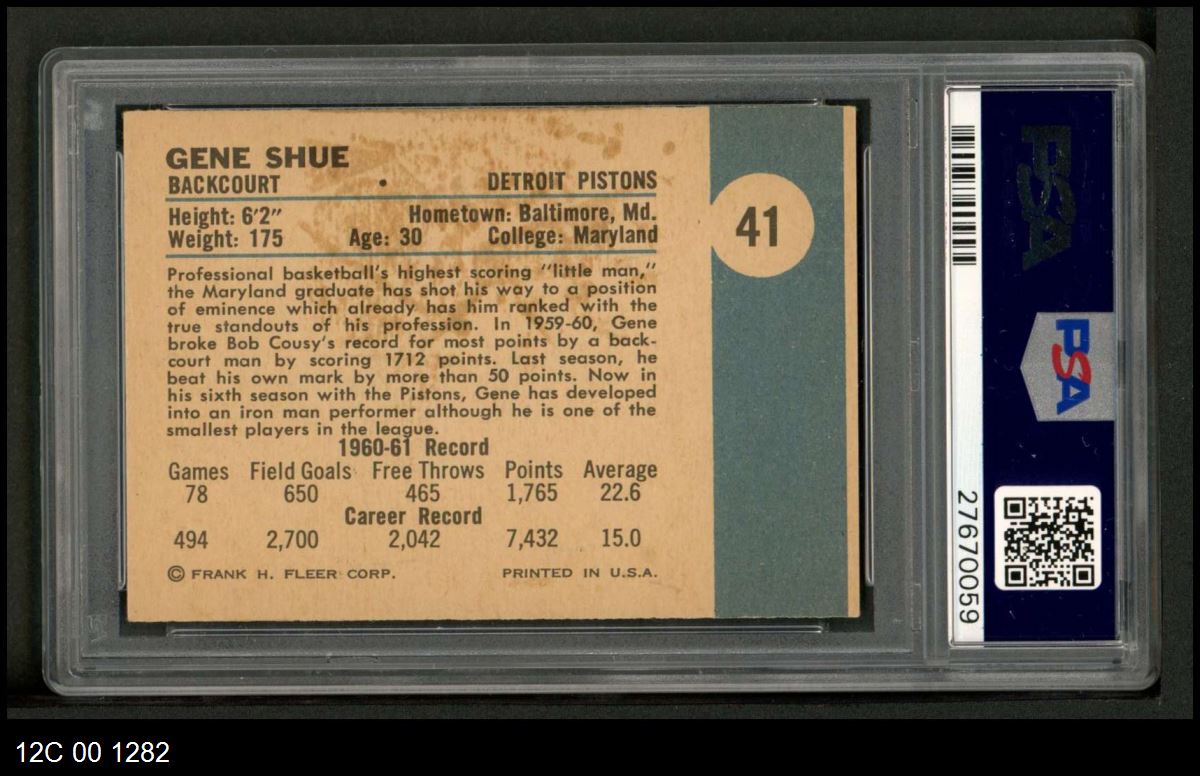 GENE SHUE
BACKCOURT • DETROIT PISTONS
Height: 6'2" Hometown: Baltimore, Md.
Weight: 175 Age: 30 College: Maryland
41
Professional basketball's highest scoring "little man,"
the Maryland graduate has shot his way to a position
of eminence which already has him ranked with the
true standouts of his profession. In 1959-60, Gene
broke Bob Cousy's record for most points by a back-
court man by scoring 1712 points. Last season, he
beat his own mark by more than 50 points. Now in
his sixth season with the Pistons, Gene has developed
into an iron man performer although he is one of the
smallest players in the league.
1960-61 Record
Games Field Goals Free Throws Points Average
78 650 465 1,765 22.6
Career Record
494 2,700 2,042 7,432 15.0
© FRANK H. FLEER CORP. PRINTED IN U.S.A.
PSA
PSA
27670059
12C 00 1282